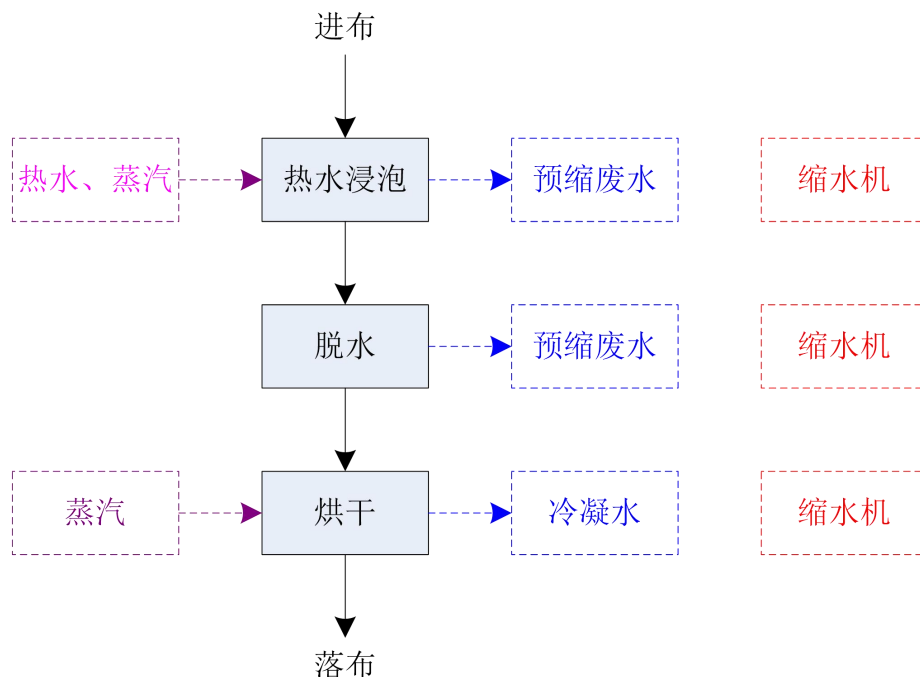 进布
热水、蒸汽
热水浸泡
预缩废水
缩水机
脱水
预缩废水
缩水机
蒸汽
烘干
冷凝水
缩水机
落布